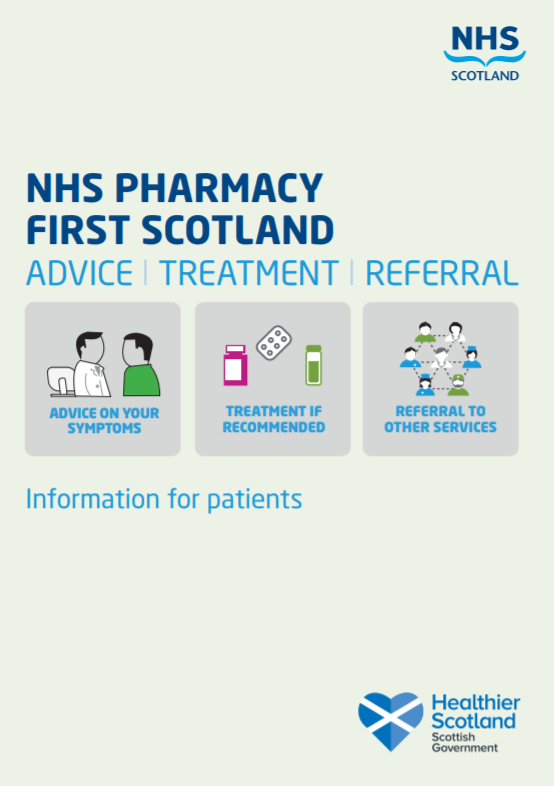 NHS
SCOTLAND
NHS PHARMACY
FIRST SCOTLAND
ADVICE | TREATMENT | REFERRAL
ADVICE ON YOUR
SYMPTOMS
TREATMENT IF
RECOMMENDED
REFERRAL TO
OTHER SERVICES
Information for patients
Healthier
Scotland
Scottish
Government